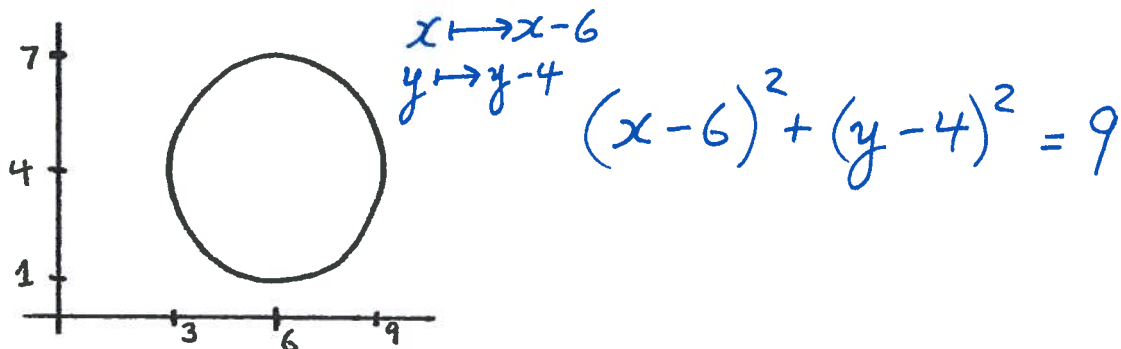 x ↦ x-6
y ↦ y-4
(x-6)² + (y-4)² = 9
7
4
1
3
6
9